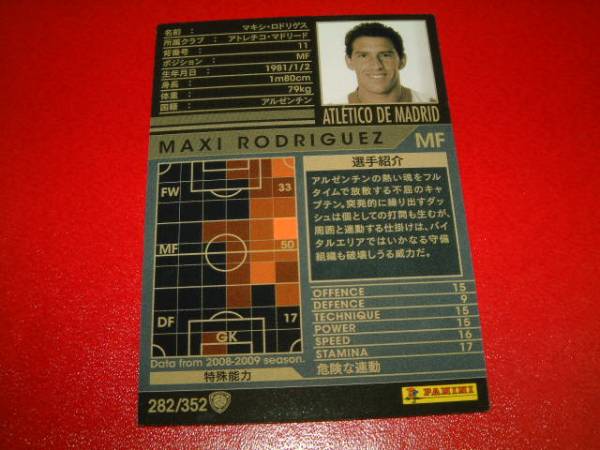 名前 : マキシ・ロドリゲス
所属クラブ : アトレチコ・マドリード
背番号 : 11
ポジション : MF
生年月日 : 1981/1/2
身長 : 1m80cm
体重 : 79kg
国籍 : アルゼンチン
ATLÉTICO DE MADRID
MAXI RODRIGUEZ MF
FW 33
MF 50
DF 17
GK
Data from 2008-2009 season.
特殊能力
282/352
選手紹介
アルゼンチンの熱い魂をフル
タイムで放散する不屈のキャ
プテン。突発的に繰り出すダッ
シュは個としての打開も生むが、
周囲と連動する仕掛けは、バイ
タルエリアではいかなる守備
組織も破壊しうる威力だ。
OFFENCE 15
DEFENCE 9
TECHNIQUE 15
POWER 15
SPEED 16
STAMINA 17
危険な連動
PANINI